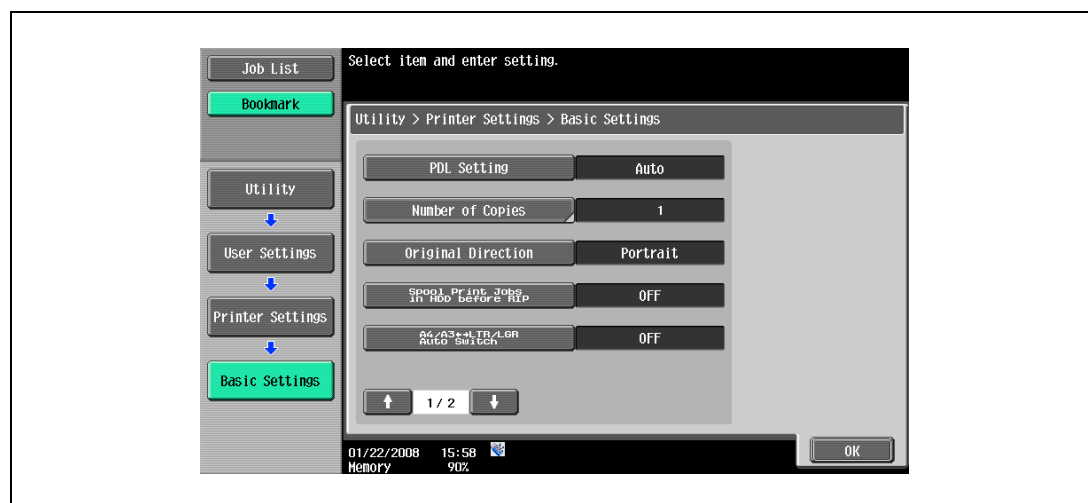 Job List
Bookmark
Utility
User Settings
Printer Settings
Basic Settings
Select item and enter setting.
Utility > Printer Settings > Basic Settings
PDL Setting
Auto
Number of Copies
1
Original Direction
Portrait
Spool Print Jobs
in HDD before RIP
OFF
A4/A3↔LTR/LGR
Auto Switch
OFF
1/2
01/22/2008 15:58
Memory 90%
OK